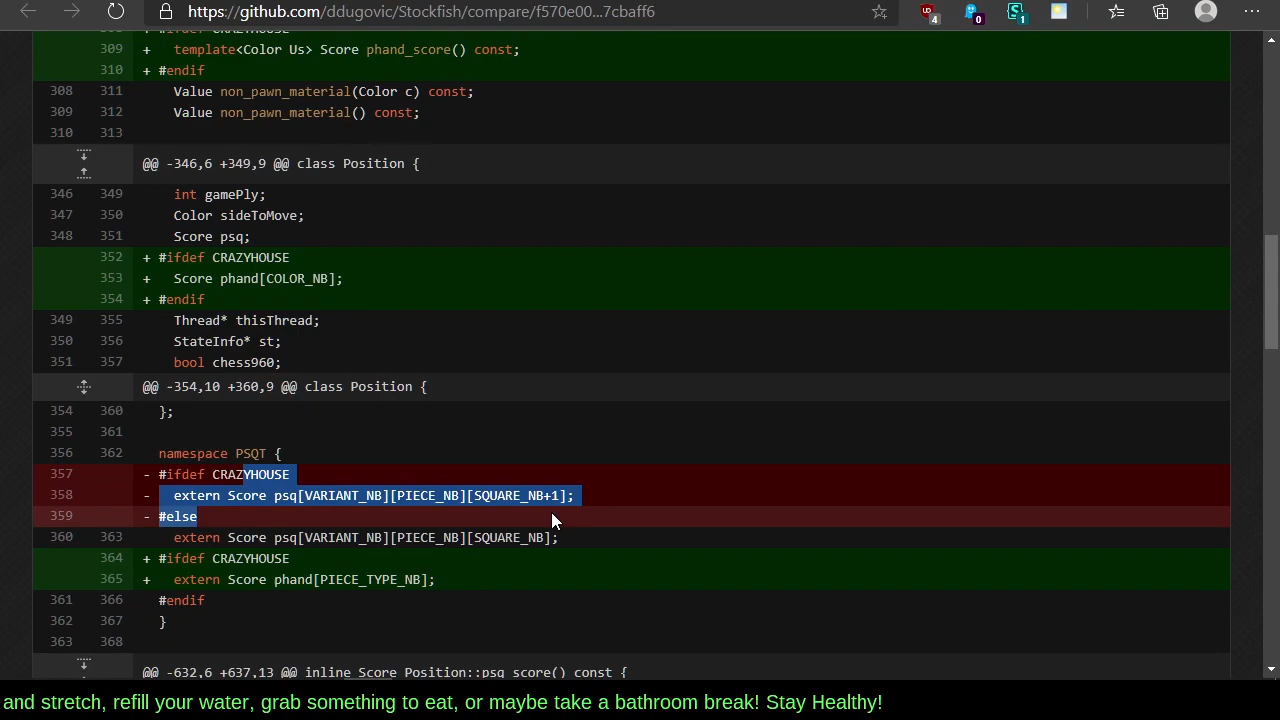 https://github.com/ddugovic/Stockfish/compare/f570e00...7cbaff6
4
0
1
309 + template<Color Us> Score phand_score() const;
310 + #endif
308 311 Value non_pawn_material(Color c) const;
309 312 Value non_pawn_material() const;
310 313
@@ -346,6 +349,9 @@ class Position {
346 349 int gamePly;
347 350 Color sideToMove;
348 351 Score psq;
352 + #ifdef CRAZYHOUSE
353 + Score phand[COLOR_NB];
354 + #endif
349 355 Thread* thisThread;
350 356 StateInfo* st;
351 357 bool chess960;
@@ -354,10 +360,9 @@ class Position {
354 360 };
355 361
356 362 namespace PSQT {
357 - #ifdef CRAZYHOUSE
358 - extern Score psq[VARIANT_NB][PIECE_NB][SQUARE_NB+1];
359 - #else
360 363 extern Score psq[VARIANT_NB][PIECE_NB][SQUARE_NB];
364 + #ifdef CRAZYHOUSE
365 + extern Score phand[PIECE_TYPE_NB];
361 366 #endif
362 367 }
363 368
@@ -632,6 +637,13 @@ inline Score Position::psq_score() const {
and stretch, refill your water, grab something to eat, or maybe take a bathroom break! Stay Healthy!